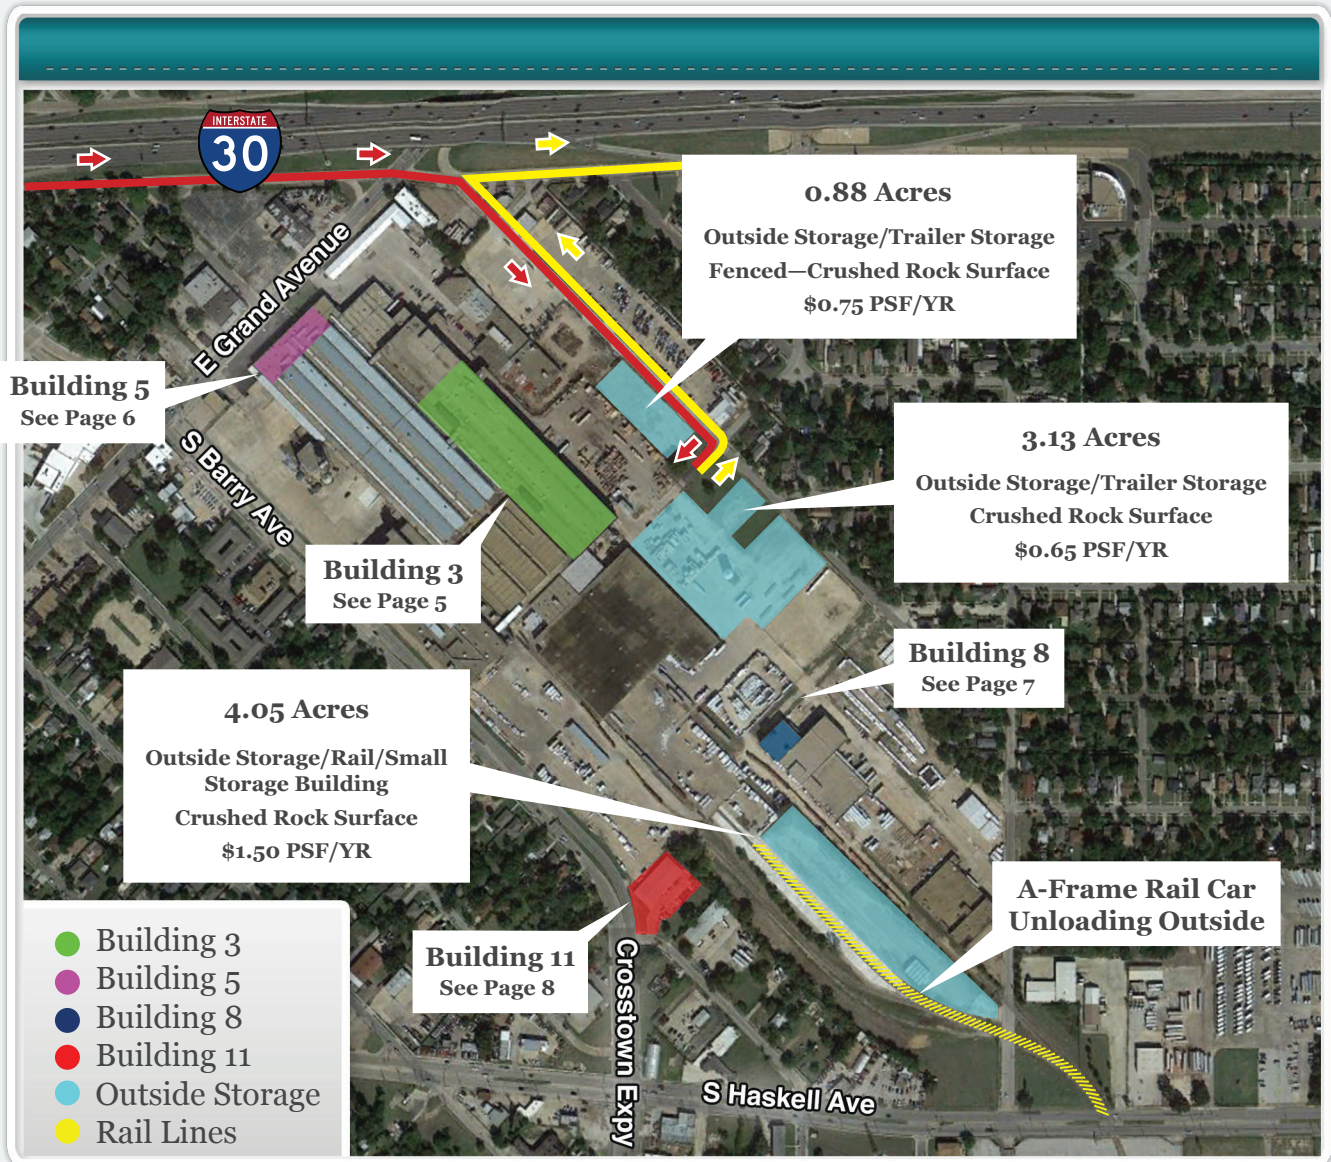 INTERSTATE
30
0.88 Acres
Outside Storage/Trailer Storage
Fenced—Crushed Rock Surface
$0.75 PSF/YR
E Grand Avenue
Building 5
See Page 6
S Barry Ave
3.13 Acres
Outside Storage/Trailer Storage
Crushed Rock Surface
$0.65 PSF/YR
Building 3
See Page 5
Building 8
See Page 7
4.05 Acres
Outside Storage/Rail/Small
Storage Building
Crushed Rock Surface
$1.50 PSF/YR
A-Frame Rail Car
Unloading Outside
Building 11
See Page 8
Crosstown Expy
S Haskell Ave
Building 3
Building 5
Building 8
Building 11
Outside Storage
Rail Lines